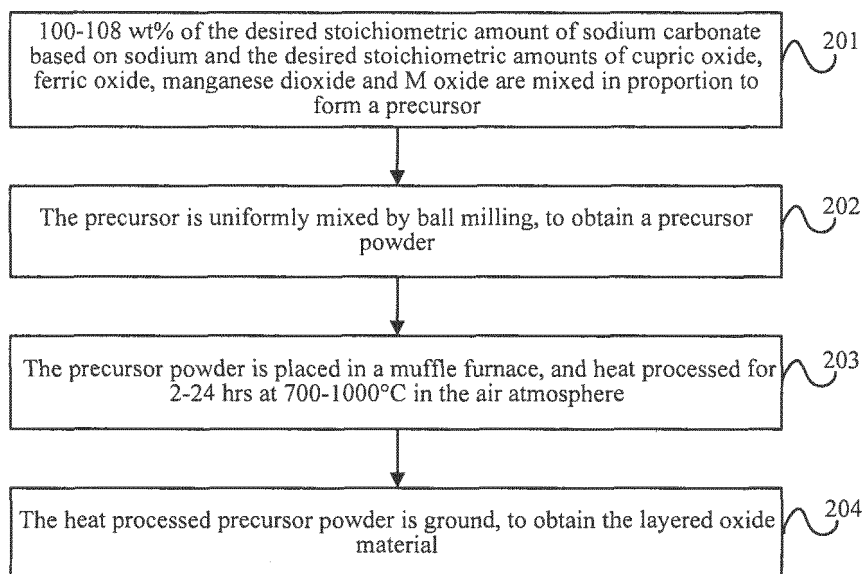 100-108 wt% of the desired stoichiometric amount of sodium carbonate
based on sodium and the desired stoichiometric amounts of cupric oxide,
ferric oxide, manganese dioxide and M oxide are mixed in proportion to
form a precursor
201
The precursor is uniformly mixed by ball milling, to obtain a precursor
powder
202
The precursor powder is placed in a muffle furnace, and heat processed for
2-24 hrs at 700-1000°C in the air atmosphere
203
The heat processed precursor powder is ground, to obtain the layered oxide
material
204